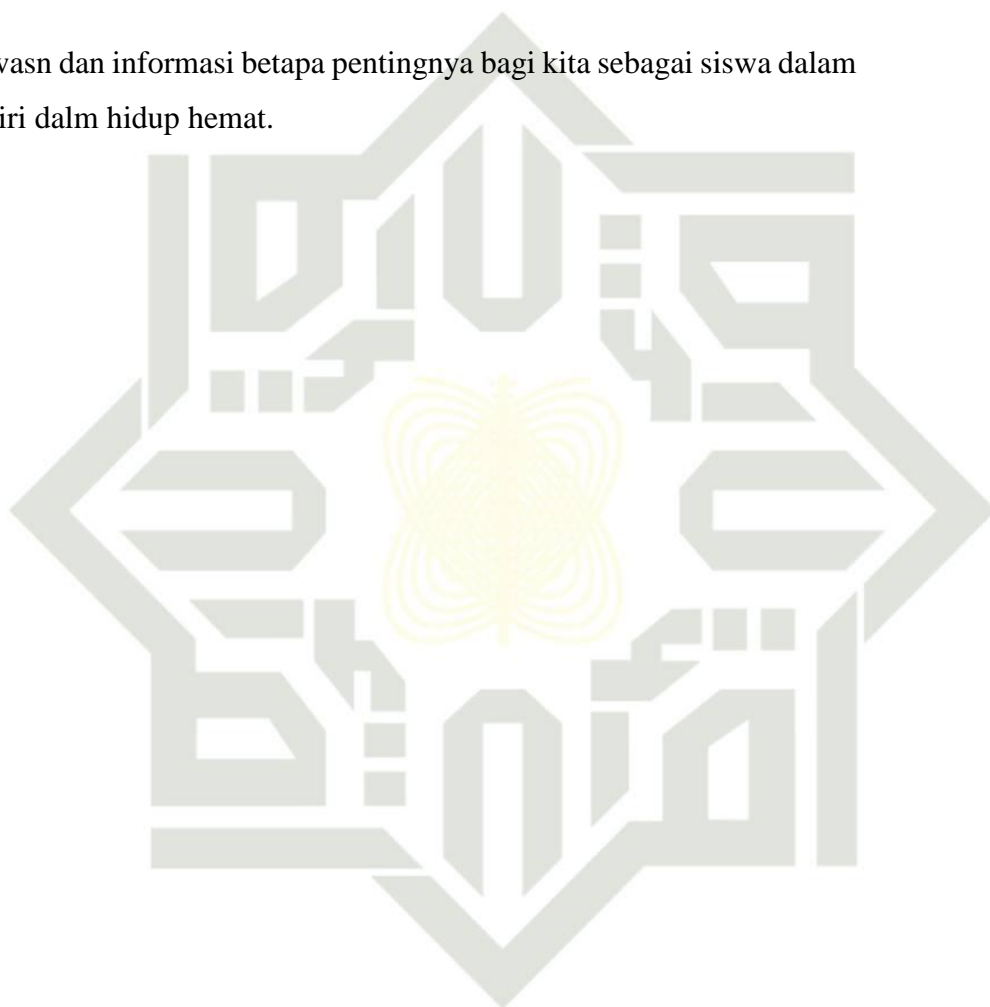 wasn dan informasi betapa pentingnya bagi kita sebagai siswa dalam
iri dalm hidup hemat.